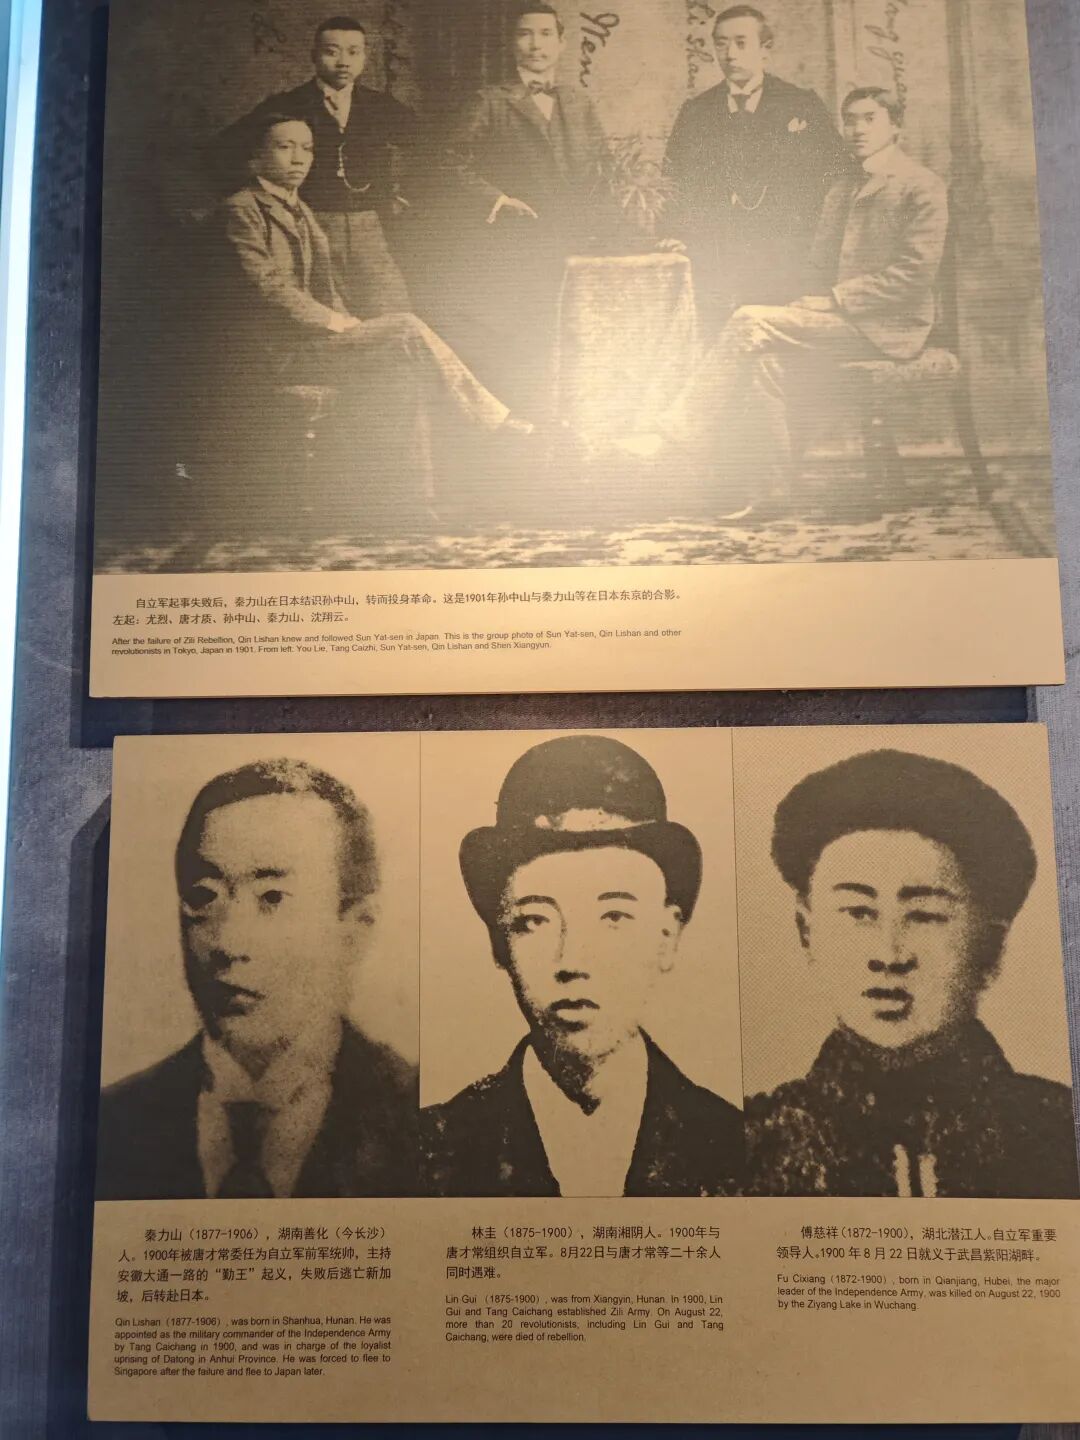 Wen
自立军起事失败后，秦力山在日本结识孙中山，转而投身革命。这是1901年孙中山与秦力山等在日本东京的合影。
左起：尤烈、唐才质、孙中山、秦力山、沈翔云。
After the failure of Zili Rebellion, Qin Lishan knew and followed Sun Yat-sen in Japan. This is the group photo of Sun Yat-sen, Qin Lishan and other
revolutionists in Tokyo, Japan in 1901. From left: You Lie, Tang Caizhi, Sun Yat-sen, Qin Lishan and Shen Xiangyun.
秦力山（1877-1906），湖南善化（今长沙）
人。1900年被唐才常委任为自立军前军统帅，主持
安徽大通一路的“勤王”起义，失败后逃亡新加
坡，后转赴日本。
Qin Lishan (1877-1906) , was born in Shanhua, Hunan. He was
appointed as the military commander of the Independence Army
by Tang Caichang in 1900, and was in charge of the loyalist
uprising of Datong in Anhui Province. He was forced to flee to
Singapore after the failure and flee to Japan later.
林圭（1875-1900），湖南湘阴人。1900年与
唐才常组织自立军。8月22日与唐才常等二十余人
同时遇难。
Lin Gui （1875-1900）, was from Xiangyin, Hunan. In 1900, Lin
Gui and Tang Caichang established Zili Army. On August 22,
more than 20 revolutionists, including Lin Gui and Tang
Caichang, were died of rebellion.
傅慈祥（1872-1900），湖北潜江人。自立军重要
领导人。1900年8月22日就义于武昌紫阳湖畔。
Fu Cixiang (1872-1900) , born in Qianjiang, Hubei, the major
leader of the Independence Army, was killed on August 22, 1900
by the Ziyang Lake in Wuchang.